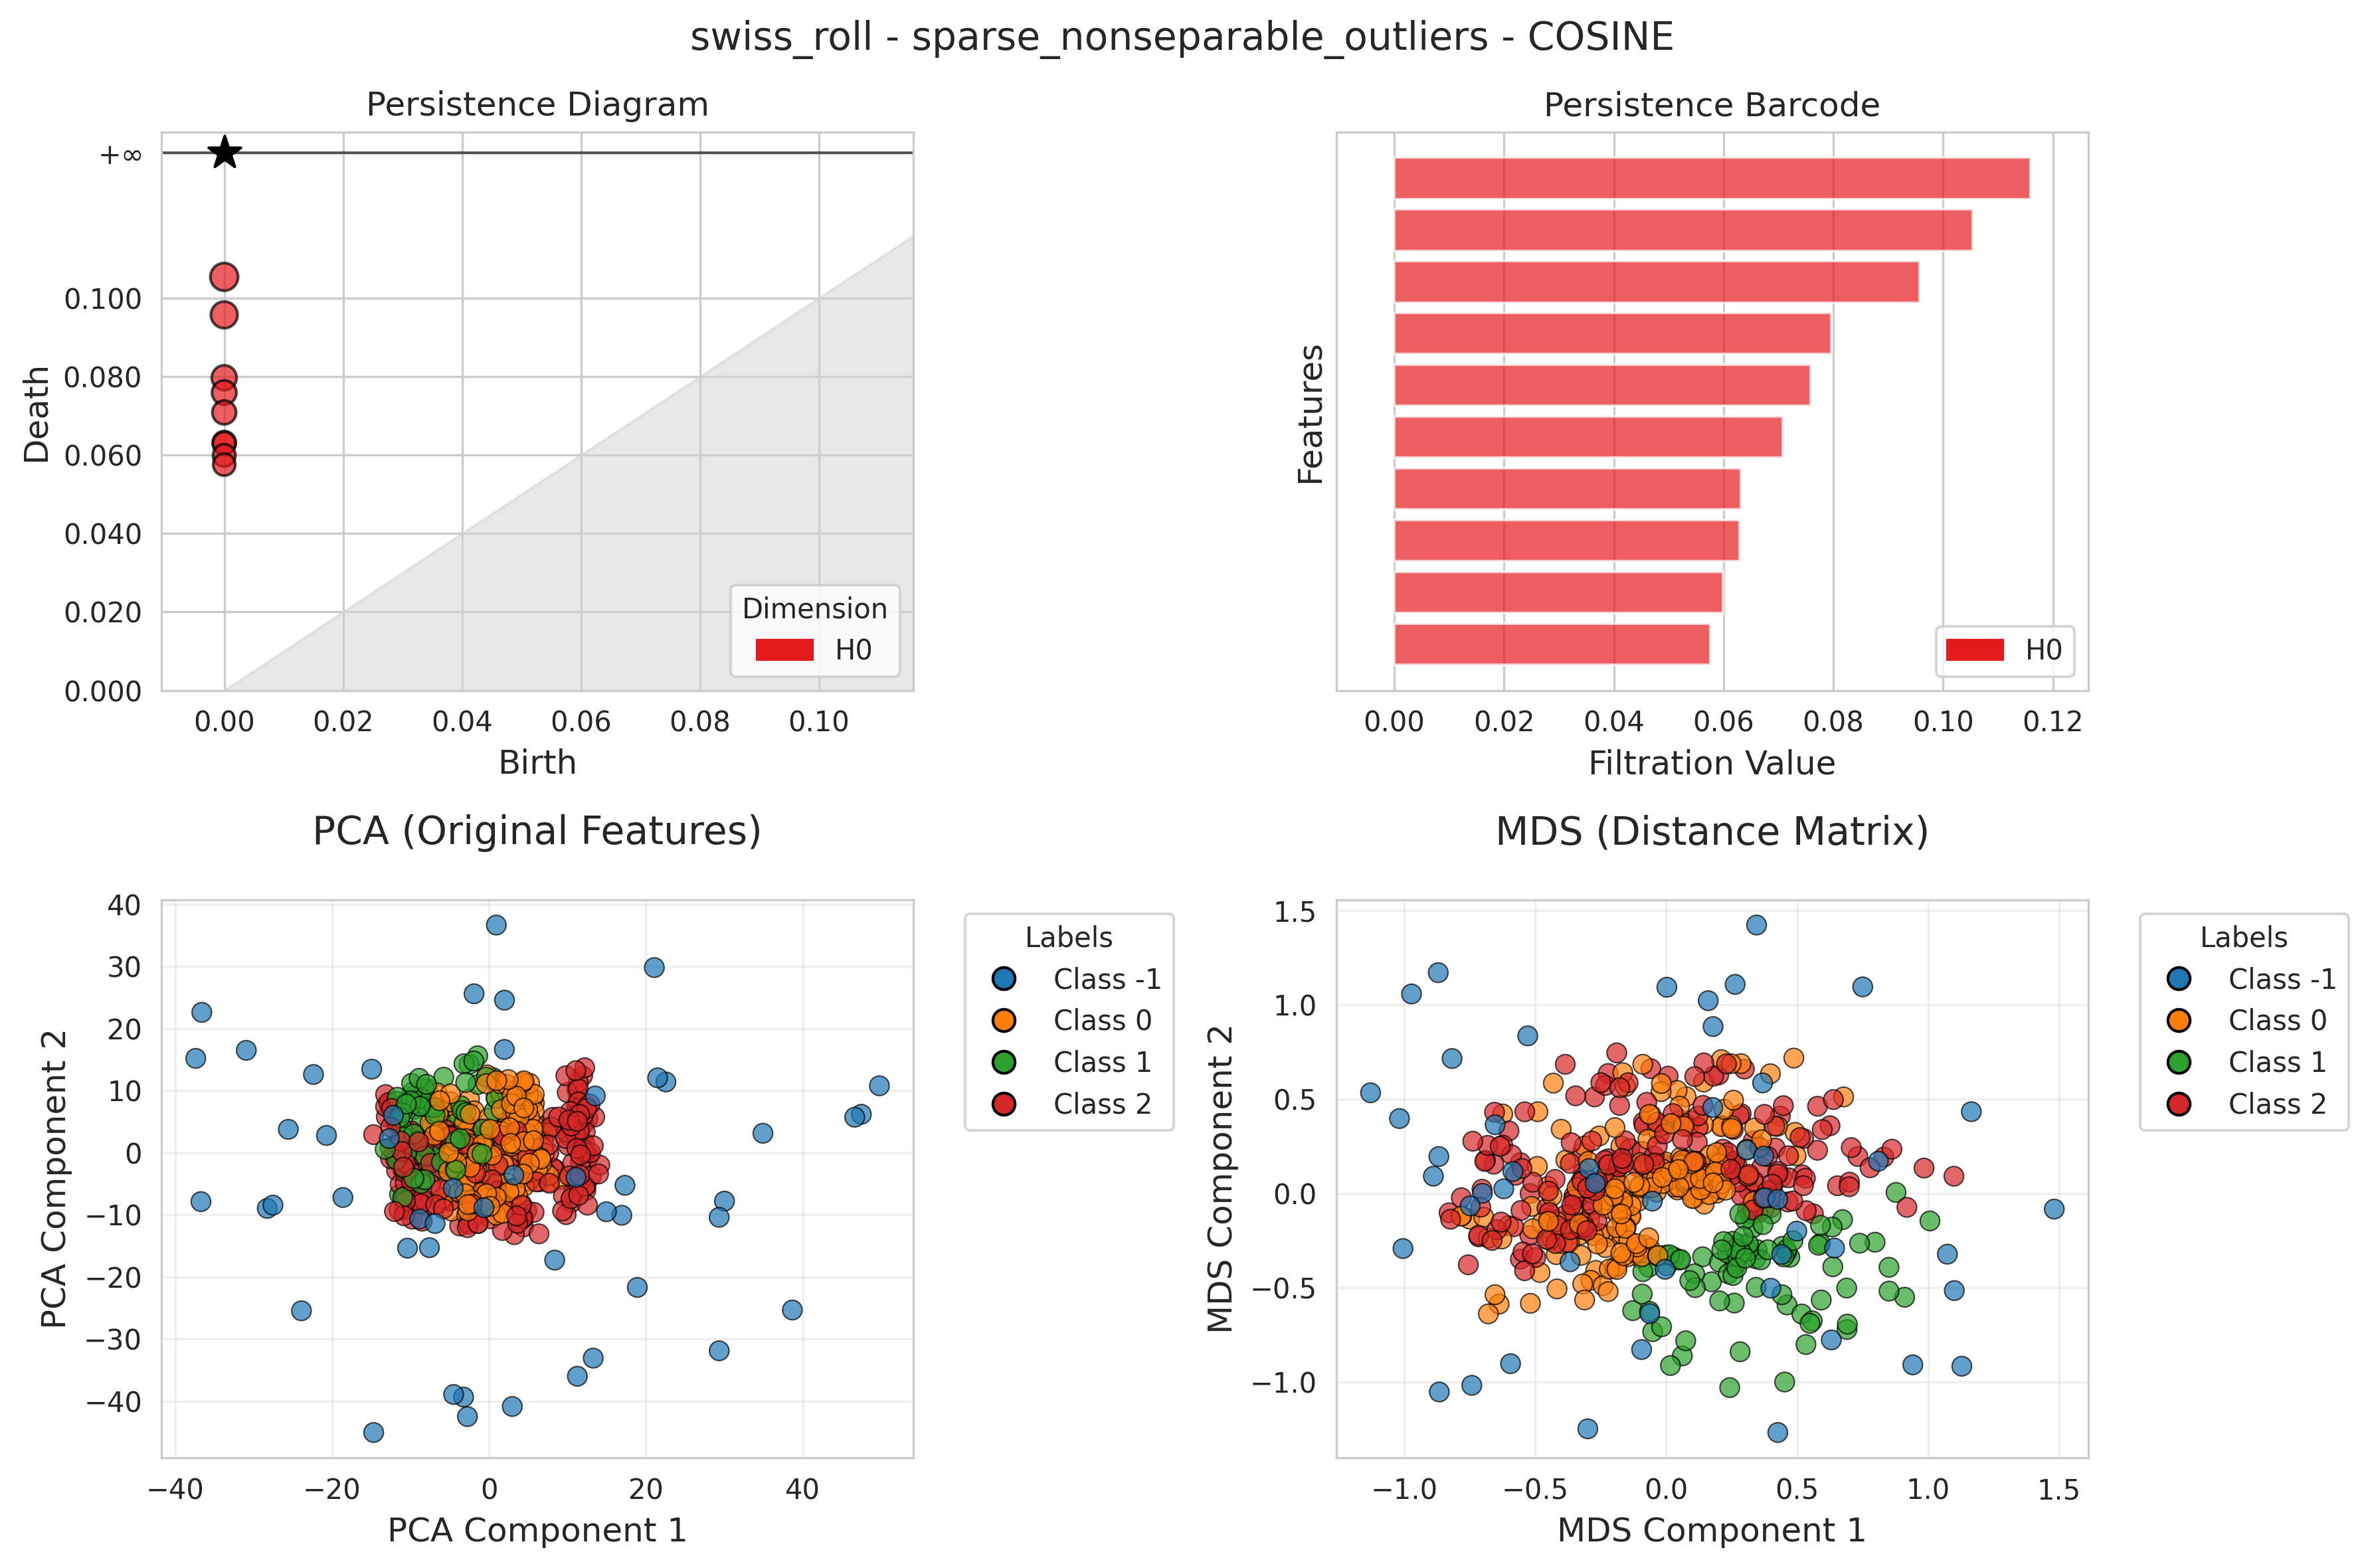 swiss_roll - sparse_nonseparable_outliers - COSINE
Persistence Diagram
+∞
0.100
0.080
0.060
0.040
0.020
0.000
Death
0.00 0.02 0.04 0.06 0.08 0.10
Birth
Dimension
H0
Persistence Barcode
Features
0.00 0.02 0.04 0.06 0.08 0.10 0.12
Filtration Value
H0
PCA (Original Features)
40
30
20
10
0
−10
−20
−30
−40
PCA Component 2
−40 −20 0 20 40
PCA Component 1
Labels
Class -1
Class 0
Class 1
Class 2
MDS (Distance Matrix)
1.5
1.0
0.5
0.0
−0.5
−1.0
MDS Component 2
−1.0 −0.5 0.0 0.5 1.0 1.5
MDS Component 1
Labels
Class -1
Class 0
Class 1
Class 2